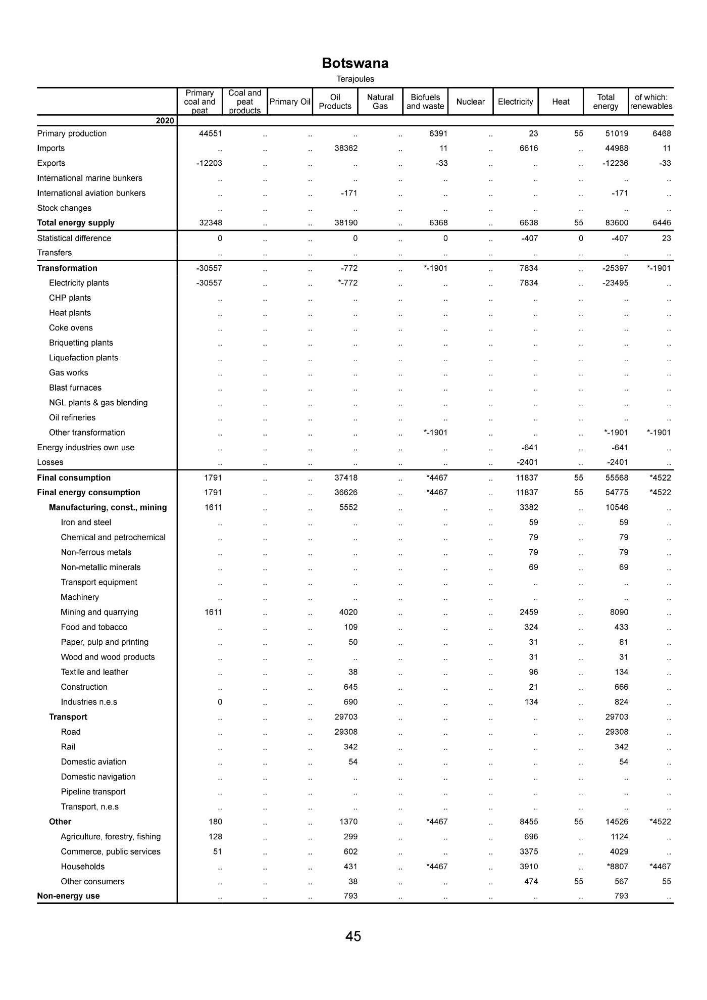 Botswana
Terajoules
Primary coal and peat Coal and peat products Primary Oil Oil Products Natural Gas Biofuels and waste Nuclear Electricity Heat Total energy of which: renewables
2020
Primary production 44551 .. .. .. .. 6391 .. 23 55 51019 6468
Imports .. .. .. 38362 .. 11 .. 6616 .. 44988 11
Exports -12203 .. .. .. .. -33 .. .. .. -12236 -33
International marine bunkers .. .. .. .. .. .. .. .. .. .. ..
International aviation bunkers .. .. .. -171 .. .. .. .. .. -171 ..
Stock changes .. .. .. .. .. .. .. .. .. .. ..
Total energy supply 32348 .. .. 38190 .. 6368 .. 6638 55 83600 6446
Statistical difference 0 .. .. 0 .. 0 .. -407 0 -407 23
Transfers .. .. .. .. .. .. .. .. .. .. ..
Transformation -30557 .. .. -772 .. *-1901 .. 7834 .. -25397 *-1901
Electricity plants -30557 .. .. *-772 .. .. .. 7834 .. -23495 ..
CHP plants .. .. .. .. .. .. .. .. .. .. ..
Heat plants .. .. .. .. .. .. .. .. .. .. ..
Coke ovens .. .. .. .. .. .. .. .. .. .. ..
Briquetting plants .. .. .. .. .. .. .. .. .. .. ..
Liquefaction plants .. .. .. .. .. .. .. .. .. .. ..
Gas works .. .. .. .. .. .. .. .. .. .. ..
Blast furnaces .. .. .. .. .. .. .. .. .. .. ..
NGL plants & gas blending .. .. .. .. .. .. .. .. .. .. ..
Oil refineries .. .. .. .. .. .. .. .. .. .. ..
Other transformation .. .. .. .. .. *-1901 .. .. .. *-1901 *-1901
Energy industries own use .. .. .. .. .. .. .. -641 .. -641 ..
Losses .. .. .. .. .. .. .. -2401 .. -2401 ..
Final consumption 1791 .. .. 37418 .. *4467 .. 11837 55 55568 *4522
Final energy consumption 1791 .. .. 36626 .. *4467 .. 11837 55 54775 *4522
Manufacturing, const., mining 1611 .. .. 5552 .. .. .. 3382 .. 10546 ..
Iron and steel .. .. .. .. .. .. .. 59 .. 59 ..
Chemical and petrochemical .. .. .. .. .. .. .. 79 .. 79 ..
Non-ferrous metals .. .. .. .. .. .. .. 79 .. 79 ..
Non-metallic minerals .. .. .. .. .. .. .. 69 .. 69 ..
Transport equipment .. .. .. .. .. .. .. .. .. .. ..
Machinery .. .. .. .. .. .. .. .. .. .. ..
Mining and quarrying 1611 .. .. 4020 .. .. .. 2459 .. 8090 ..
Food and tobacco .. .. .. 109 .. .. .. 324 .. 433 ..
Paper, pulp and printing .. .. .. 50 .. .. .. 31 .. 81 ..
Wood and wood products .. .. .. .. .. .. .. 31 .. 31 ..
Textile and leather .. .. .. 38 .. .. .. 96 .. 134 ..
Construction .. .. .. 645 .. .. .. 21 .. 666 ..
Industries n.e.s 0 .. .. 690 .. .. .. 134 .. 824 ..
Transport .. .. .. 29703 .. .. .. .. .. 29703 ..
Road .. .. .. 29308 .. .. .. .. .. 29308 ..
Rail .. .. .. 342 .. .. .. .. .. 342 ..
Domestic aviation .. .. .. 54 .. .. .. .. .. 54 ..
Domestic navigation .. .. .. .. .. .. .. .. .. .. ..
Pipeline transport .. .. .. .. .. .. .. .. .. .. ..
Transport, n.e.s .. .. .. .. .. .. .. .. .. .. ..
Other 180 .. .. 1370 .. *4467 .. 8455 55 14526 *4522
Agriculture, forestry, fishing 128 .. .. 299 .. .. .. 696 .. 1124 ..
Commerce, public services 51 .. .. 602 .. .. .. 3375 .. 4029 ..
Households .. .. .. 431 .. *4467 .. 3910 .. *8807 *4467
Other consumers .. .. .. 38 .. .. .. 474 55 567 55
Non-energy use .. .. .. 793 .. .. .. .. .. 793 ..
45